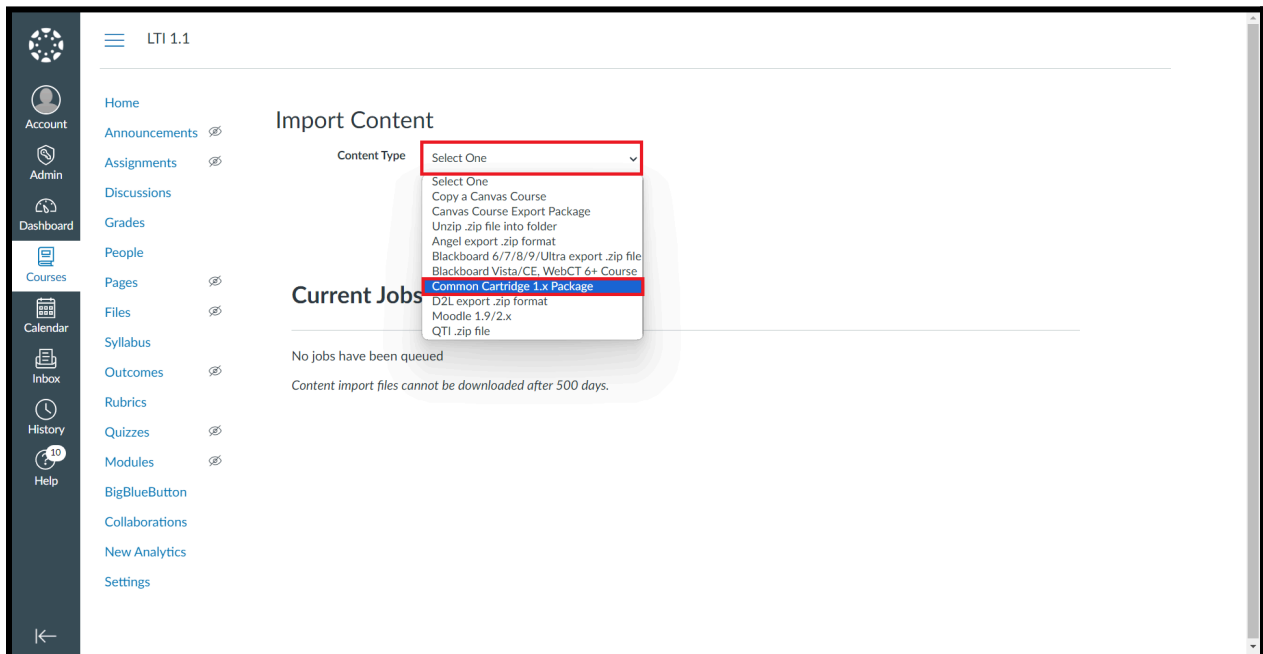 LTI 1.1
Account
Admin
Dashboard
Courses
Calendar
Inbox
History
10
Help
Home
Announcements
Assignments
Discussions
Grades
People
Pages
Files
Syllabus
Outcomes
Rubrics
Quizzes
Modules
BigBlueButton
Collaborations
New Analytics
Settings
Import Content
Content Type
Select One
Select One
Copy a Canvas Course
Canvas Course Export Package
Unzip .zip file into folder
Angel export .zip format
Blackboard 6/7/8/9/Ultra export .zip file
Blackboard Vista/CE, WebCT 6+ Course
Common Cartridge 1.x Package
D2L export .zip format
Moodle 1.9/2.x
QTI .zip file
Current Jobs
No jobs have been queued
Content import files cannot be downloaded after 500 days.